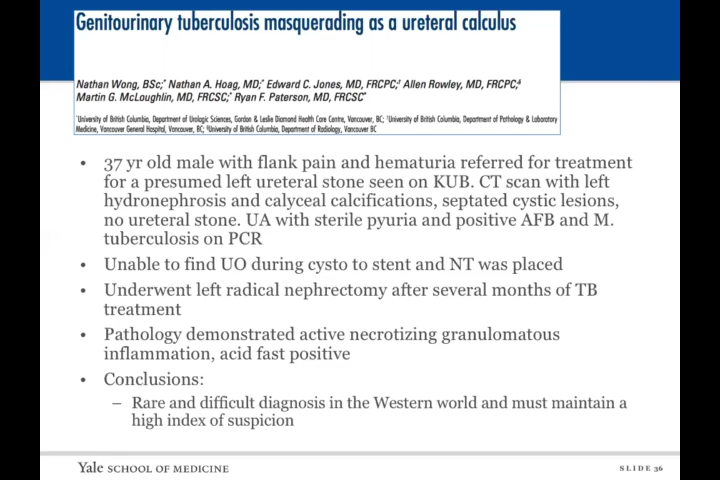 Genitourinary tuberculosis masquerading as a ureteral calculus
Nathan Wong, BSc;* Nathan A. Hoag, MD;* Edward C. Jones, MD, FRCPC;† Allen Rowley, MD, FRCPC;§
Martin G. McLoughlin, MD, FRCSC;* Ryan F. Paterson, MD, FRCSC*
*University of British Columbia, Department of Urologic Sciences, Gordon & Leslie Diamond Health Care Centre, Vancouver, BC; †University of British Columbia, Department of Pathology & Laboratory
Medicine, Vancouver General Hospital, Vancouver, BC; §University of British Columbia, Department of Radiology, Vancouver BC
• 37 yr old male with flank pain and hematuria referred for treatment
for a presumed left ureteral stone seen on KUB. CT scan with left
hydronephrosis and calyceal calcifications, septated cystic lesions,
no ureteral stone. UA with sterile pyuria and positive AFB and M.
tuberculosis on PCR
• Unable to find UO during cysto to stent and NT was placed
• Underwent left radical nephrectomy after several months of TB
treatment
• Pathology demonstrated active necrotizing granulomatous
inflammation, acid fast positive
• Conclusions:
– Rare and difficult diagnosis in the Western world and must maintain a
high index of suspicion
Yale SCHOOL OF MEDICINE
SLIDE 36